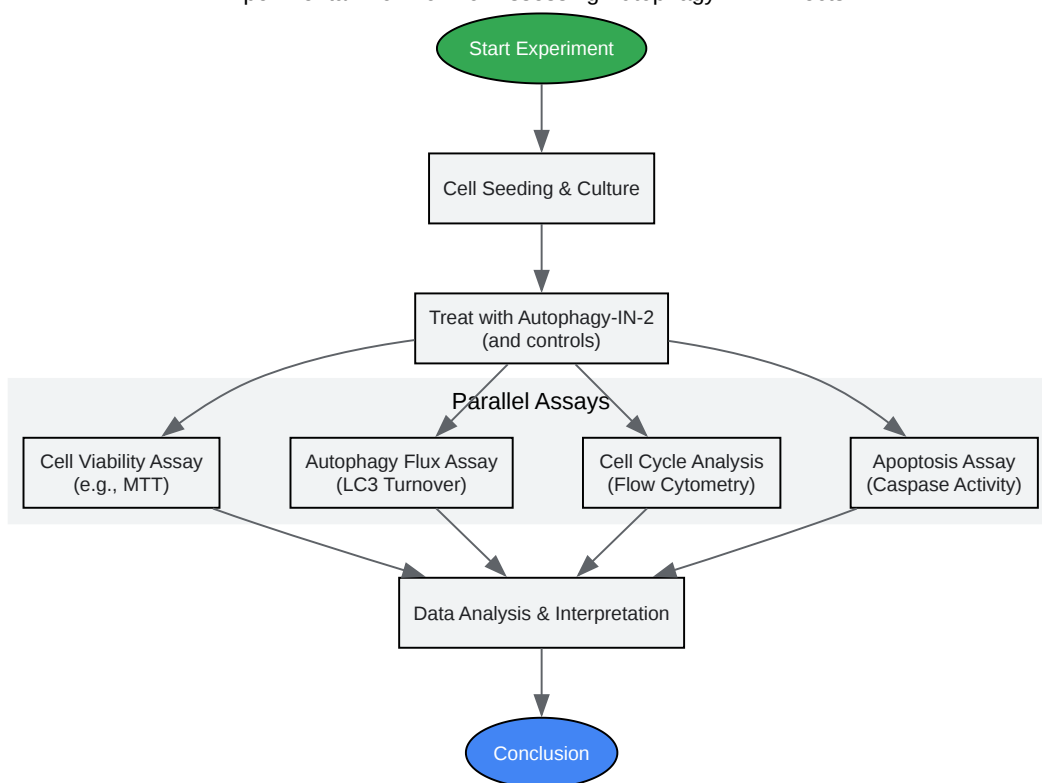 Start Experiment
Cell Seeding & Culture
Treat with Autophagy-IN-2
(and controls)
Parallel Assays
Cell Viability Assay
(e.g., MTT)
Autophagy Flux Assay
(LC3 Turnover)
Cell Cycle Analysis
(Flow Cytometry)
Apoptosis Assay
(Caspase Activity)
Data Analysis & Interpretation
Conclusion